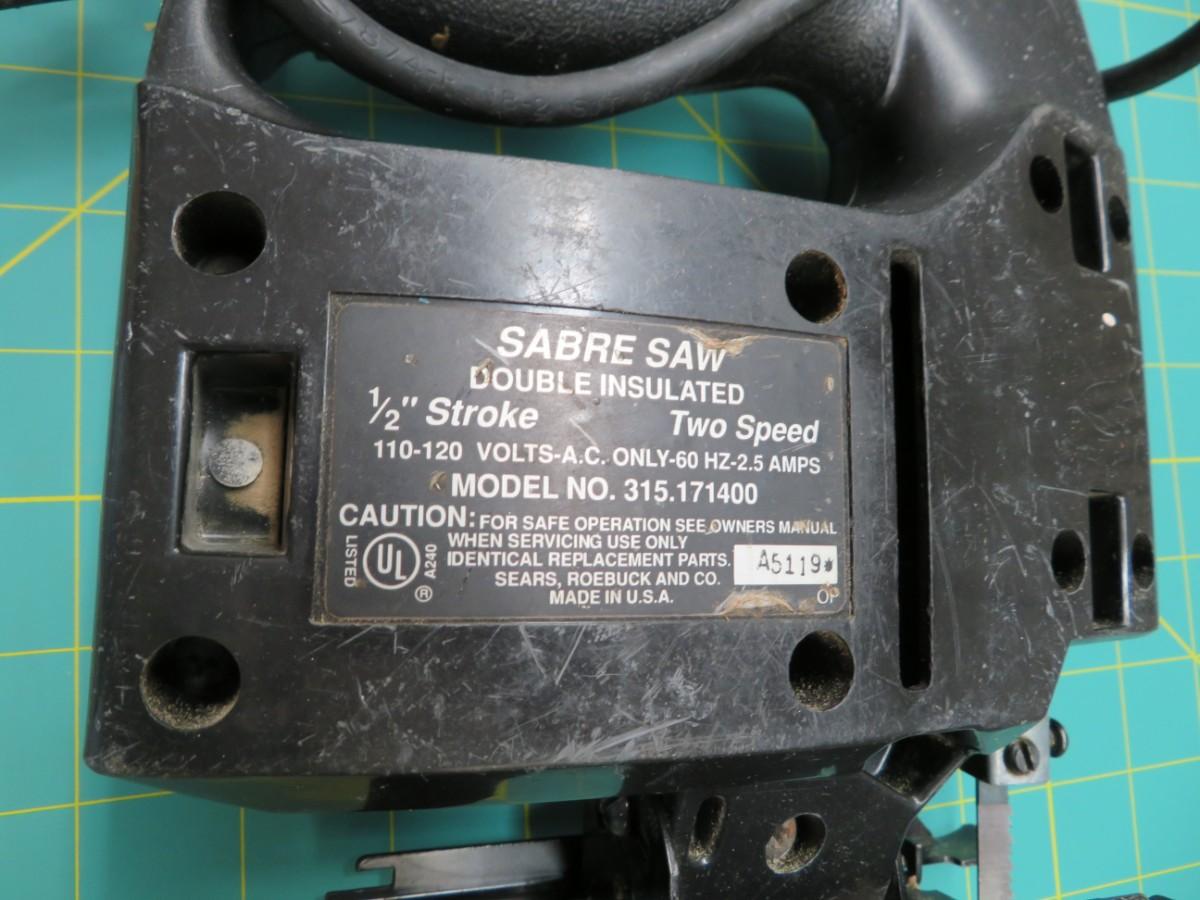 18-2
SABRE SAW
DOUBLE INSULATED
1/2" Stroke Two Speed
110-120 VOLTS-A.C. ONLY-60 HZ-2.5 AMPS
MODEL NO. 315.171400
CAUTION: FOR SAFE OPERATION SEE OWNERS MANUAL
WHEN SERVICING USE ONLY
IDENTICAL REPLACEMENT PARTS.
SEARS, ROEBUCK AND CO.
MADE IN U.S.A.
LISTED UL A240 ®
A5119*